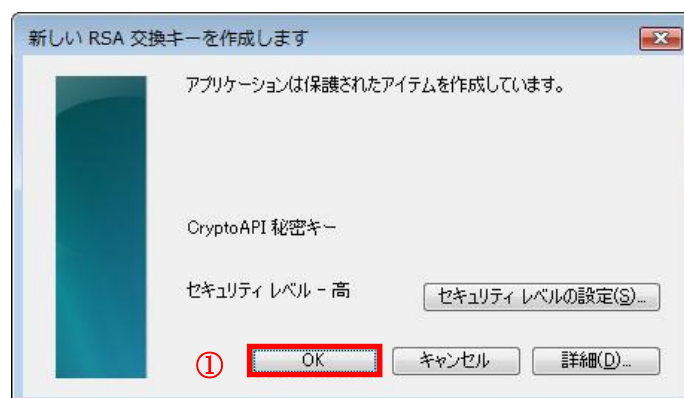 新しい RSA 交換キーを作成します
アプリケーションは保護されたアイテムを作成しています。
CryptoAPI 秘密キー
セキュリティ レベル - 高
セキュリティ レベルの設定(S)...
①
OK
キャンセル
詳細(D)...